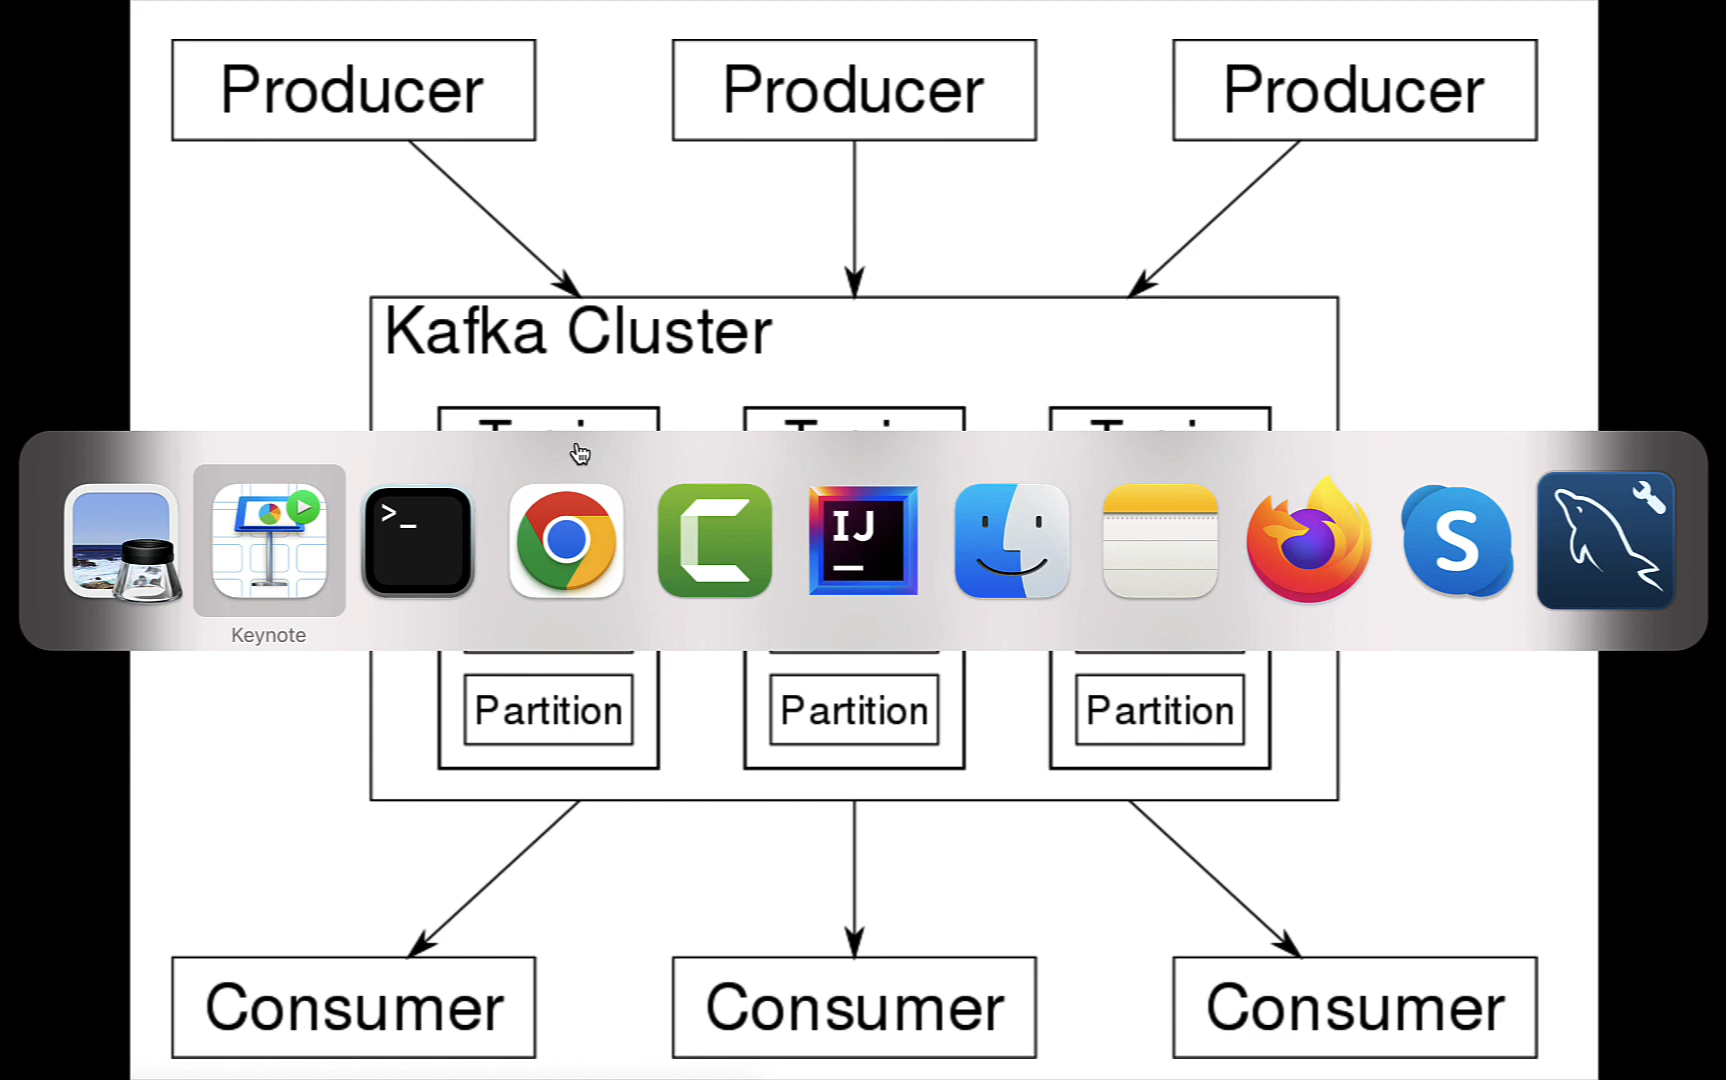 Producer Producer Producer
Kafka Cluster
>_
IJ
S
Keynote
Partition Partition Partition
Consumer Consumer Consumer